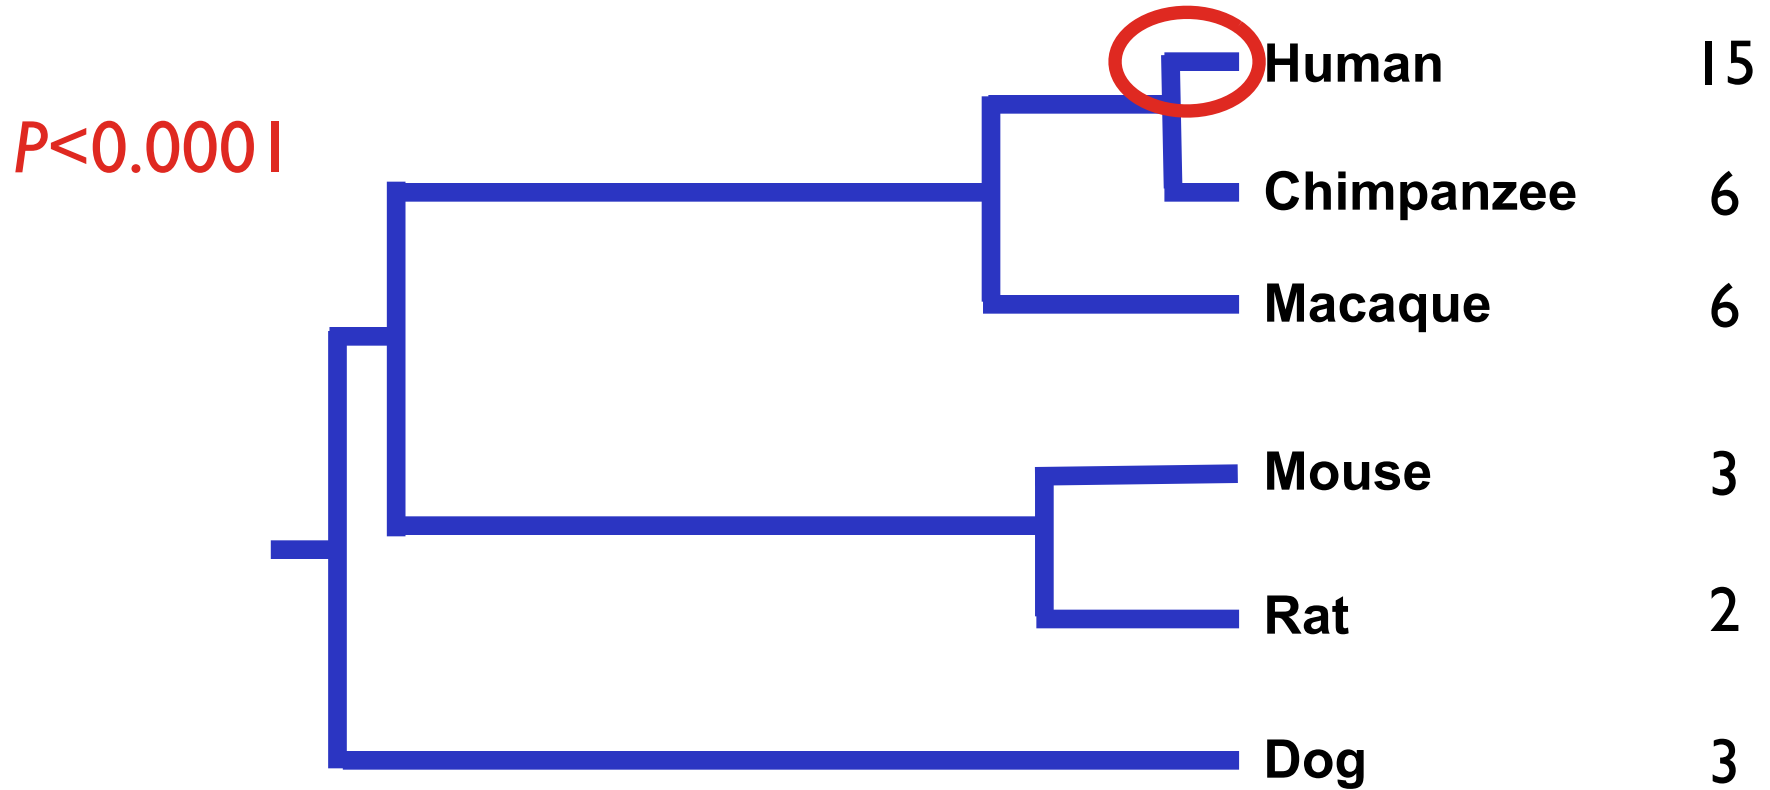 Human 15
P<0.0001
Chimpanzee 6
Macaque 6
Mouse 3
Rat 2
Dog 3